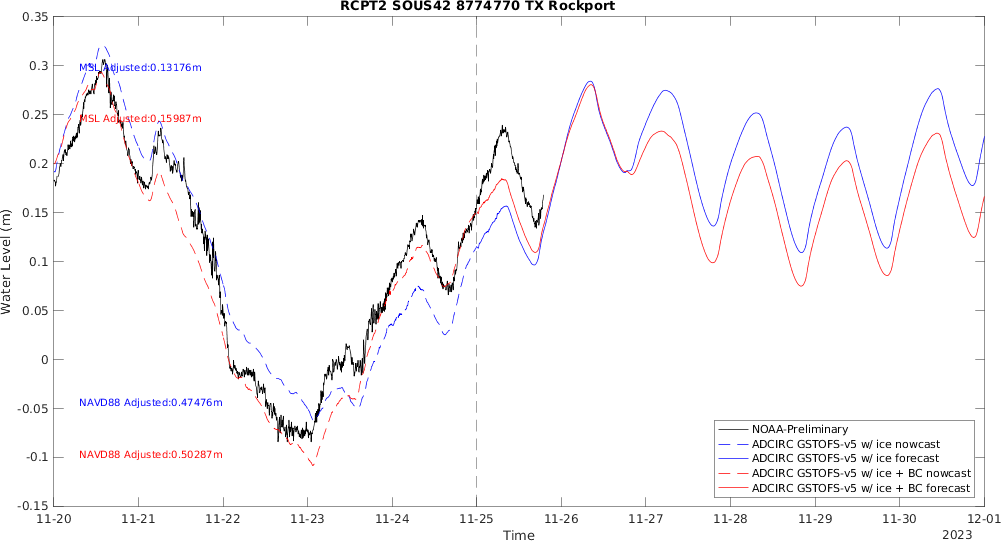 RCPT2 SOUS42 8774770 TX Rockport
0.35
0.3
0.25
0.2
0.15
0.1
0.05
0
-0.05
-0.1
-0.15
Water Level (m)
MSL Adjusted:0.13176m
MSL Adjusted:0.15987m
NAVD88 Adjusted:0.47476m
NAVD88 Adjusted:0.50287m
NOAA-Preliminary
ADCIRC GSTOFS-v5 w/ ice nowcast
ADCIRC GSTOFS-v5 w/ ice forecast
ADCIRC GSTOFS-v5 w/ ice + BC nowcast
ADCIRC GSTOFS-v5 w/ ice + BC forecast
11-20 11-21 11-22 11-23 11-24 11-25 11-26 11-27 11-28 11-29 11-30 12-01
Time
2023